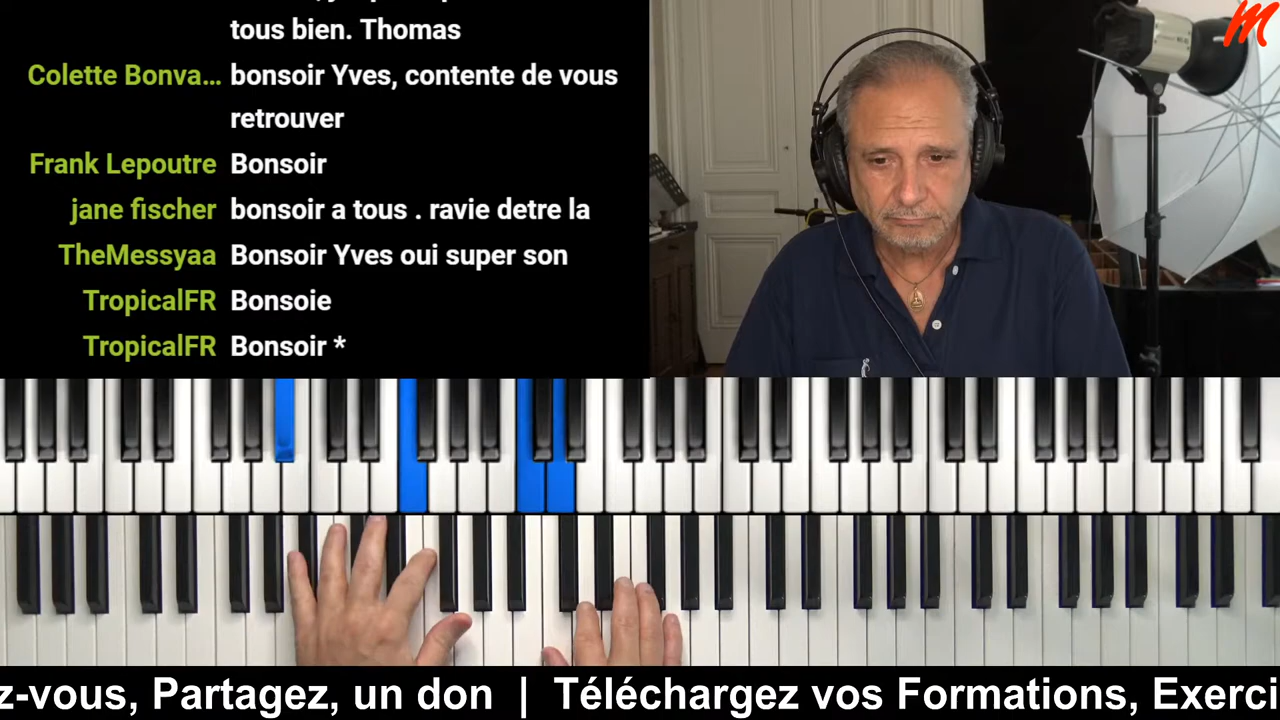 tous bien. Thomas
Colette Bonva... bonsoir Yves, contente de vous
retrouver
Frank Lepoutre Bonsoir
jane fischer bonsoir a tous . ravie detre la
TheMessyaa Bonsoir Yves oui super son
TropicalFR Bonsoie
TropicalFR Bonsoir *
z-vous, Partagez, un don | Téléchargez vos Formations, Exerci